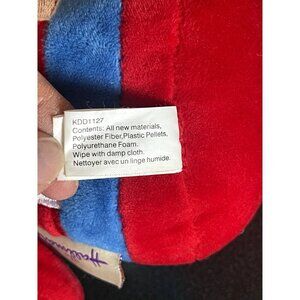 KDD1127
Contents: All new materials,
Polyester Fiber,Plastic Pellets,
Polyurethane Foam.
Wipe with damp cloth.
Nettoyer avec un linge humide.